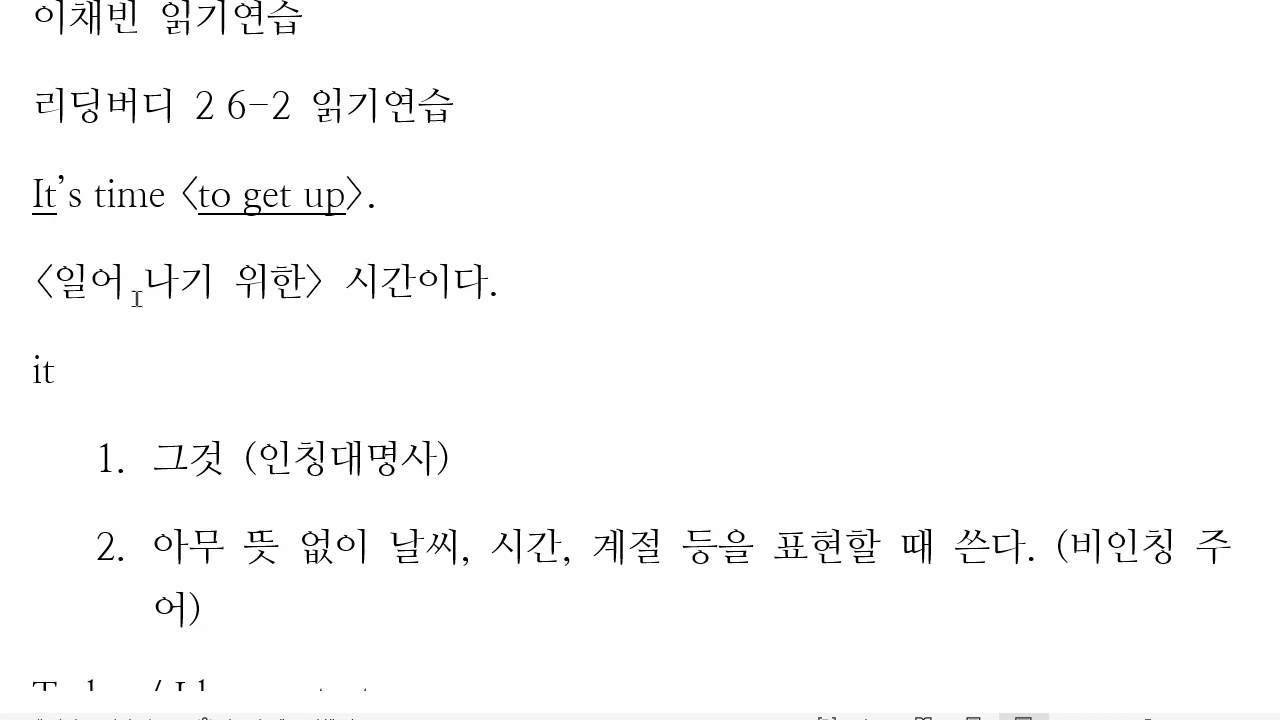 이채빈 읽기연습
리딩버디 2 6-2 읽기연습
It's time <to get up>.
<일어 나기 위한> 시간이다.
it
1. 그것 (인칭대명사)
2. 아무 뜻 없이 날씨, 시간, 계절 등을 표현할 때 쓴다. (비인칭 주
어)